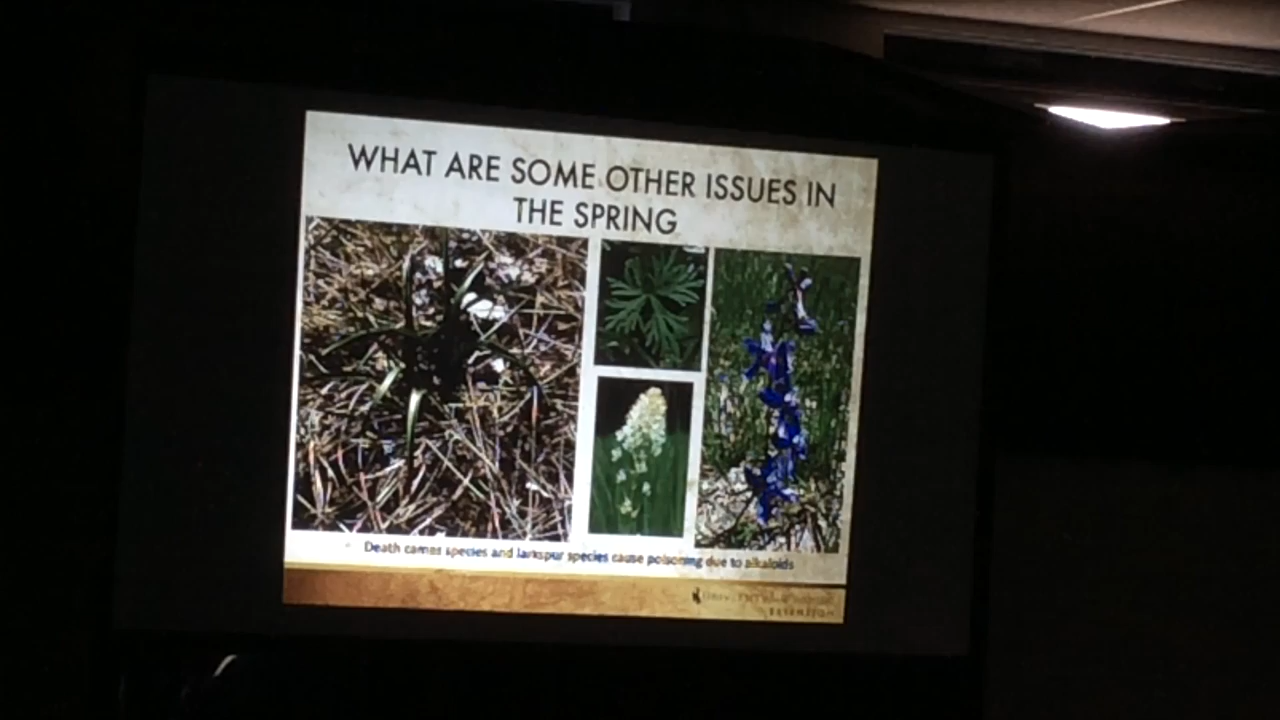 WHAT ARE SOME OTHER ISSUES IN
THE SPRING
Death camas species and larkspur species cause poisoning due to alkaloids
EXTENSION